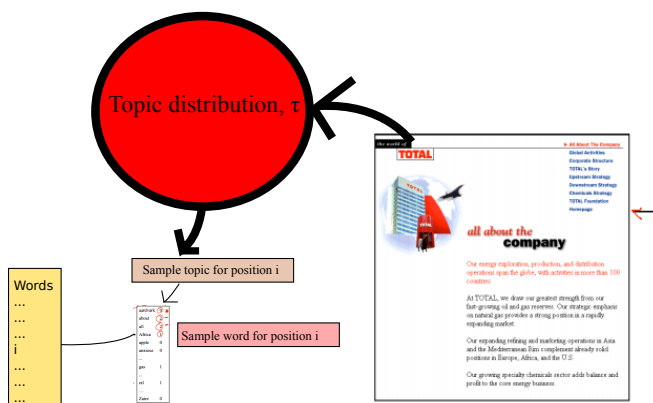 Topic distribution, τ
Sample topic for position i
Words
...
...
...
i
...
...
...
aardvark
about
all
Africa
apple 0
anxious 0
...
gas 1
...
oil 1
...
Zaire 0
Sample word for position i
the world of
TOTAL
All About The Company
Global Activities
Corporate Structure
TOTAL's Story
Upstream Strategy
Downstream Strategy
Chemicals Strategy
TOTAL Foundation
Homepage
TOTAL
all about the
company
Our energy exploration, production, and distribution
operations span the globe, with activities in more than 100
countries.
At TOTAL, we draw our greatest strength from our
fast-growing oil and gas reserves. Our strategic emphasis
on natural gas provides a strong position in a rapidly
expanding market.
Our expanding refining and marketing operations in Asia
and the Mediterranean Rim complement already solid
positions in Europe, Africa, and the U.S.
Our growing specialty chemicals sector adds balance and
profit to the core energy business.